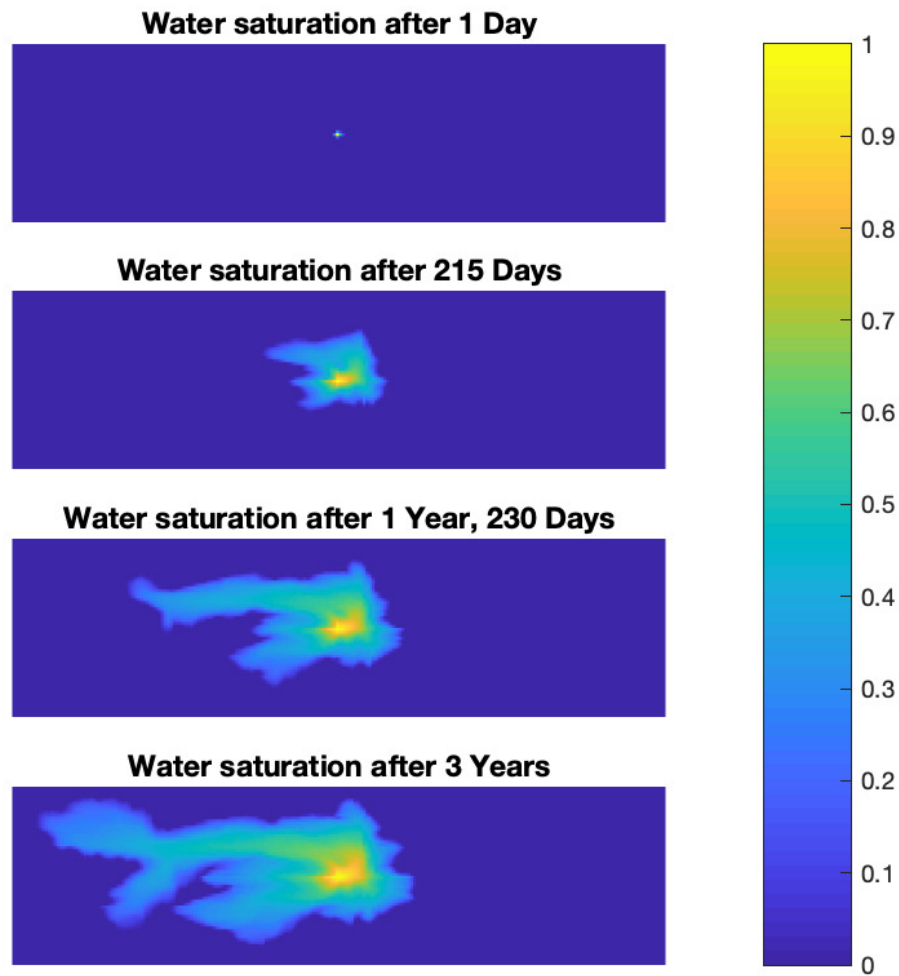 Water saturation after 1 Day
Water saturation after 215 Days
Water saturation after 1 Year, 230 Days
Water saturation after 3 Years
1
0.9
0.8
0.7
0.6
0.5
0.4
0.3
0.2
0.1
0